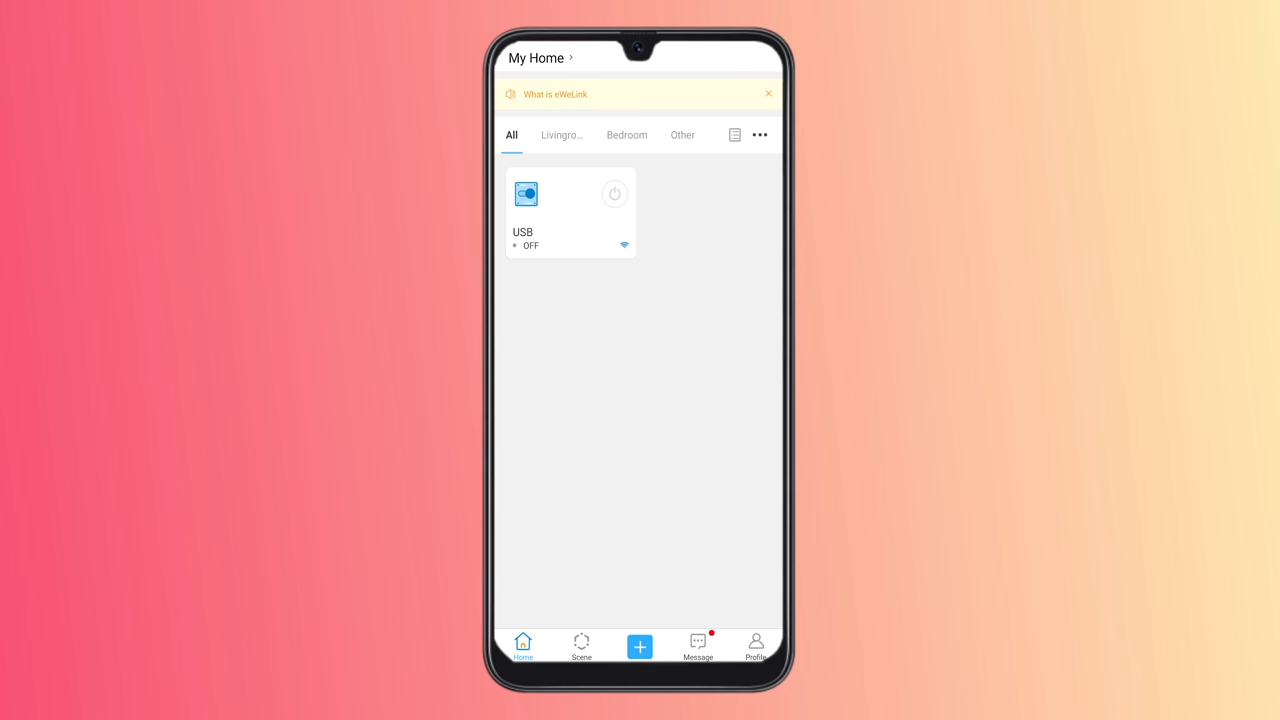 My Home ›
What is eWeLink
All Livingro... Bedroom Other
USB
OFF
Home Scene Message Profile